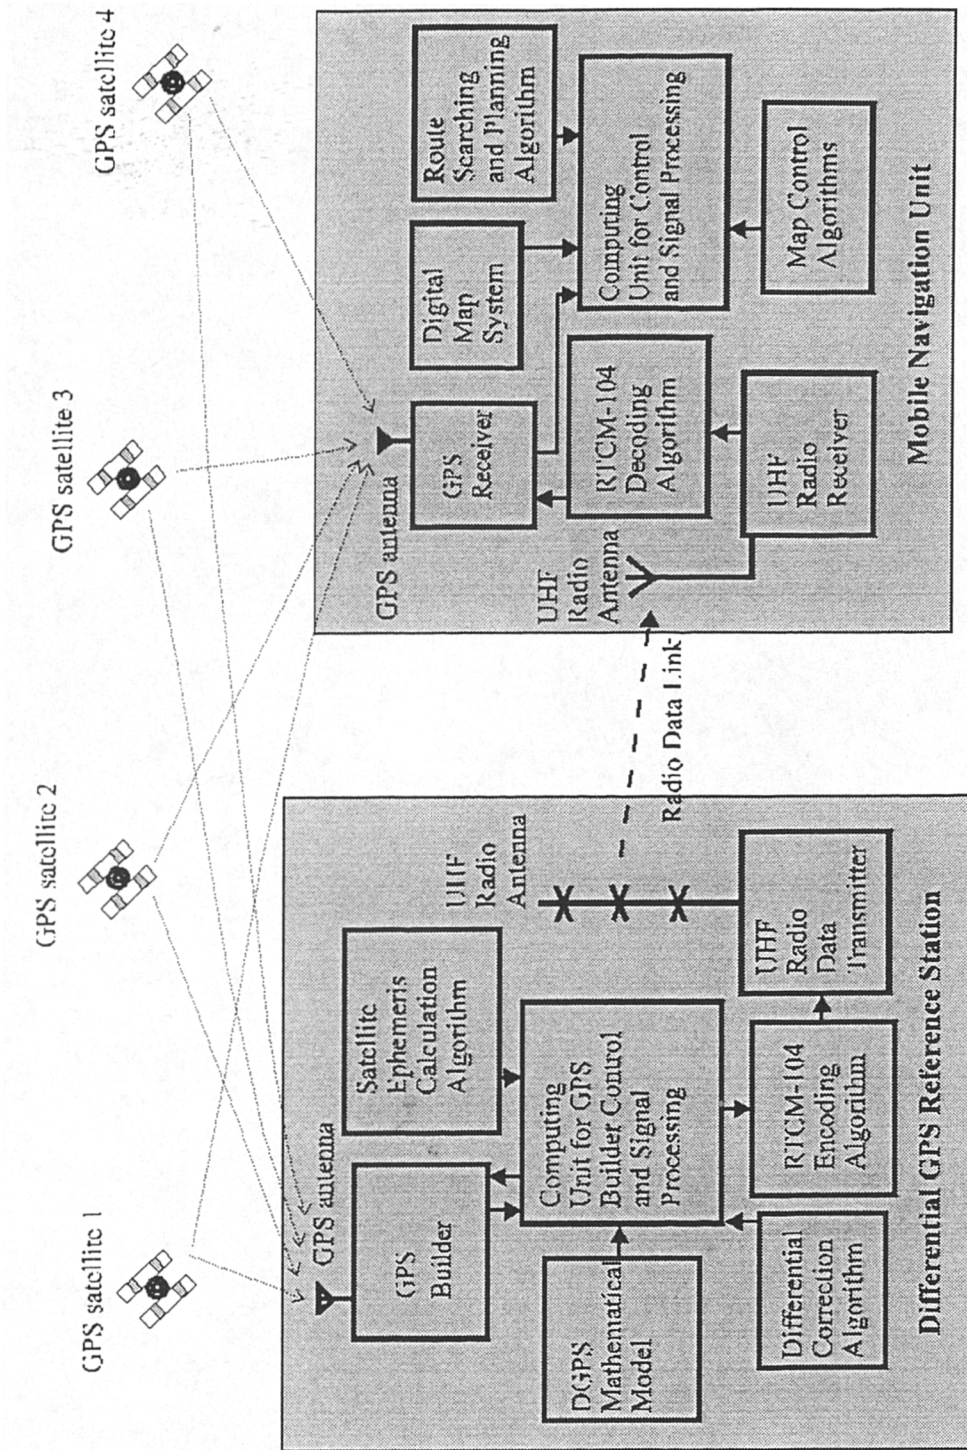 GPS satellite 1
GPS satellite 2
GPS satellite 3
GPS satellite 4
GPS antenna
GPS
Builder
Satellite
Ephemeris
Calculation
Algorithm
DGPS
Mathematical
Model
Computing
Unit for GPS
Builder Control
and Signal
Processing
Differential
Correction
Algorithm
RTCM-104
Encoding
Algorithm
UHF
Radio
Data
Transmitter
UHF
Radio
Antenna
Differential GPS Reference Station
Radio Data Link
GPS antenna
GPS
Receiver
Digital
Map
System
Route
Searching
and Planning
Algorithm
UHF
Radio
Antenna
RTCM-104
Decoding
Algorithm
Computing
Unit for Control
and Signal Processing
UHF
Radio
Receiver
Map Control
Algorithms
Mobile Navigation Unit